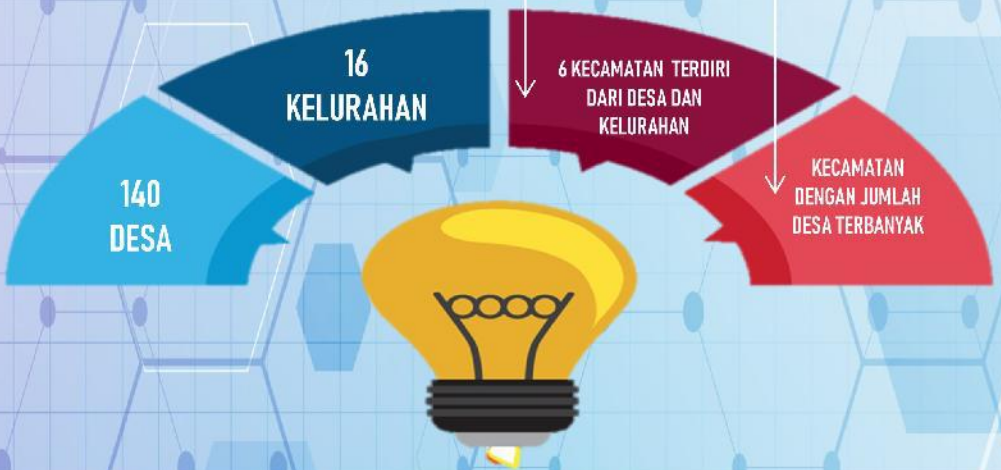 140
DESA
16
KELURAHAN
6 KECAMATAN TERDIRI
DARI DESA DAN
KELURAHAN
KECAMATAN
DENGAN JUMLAH
DESA TERBANYAK